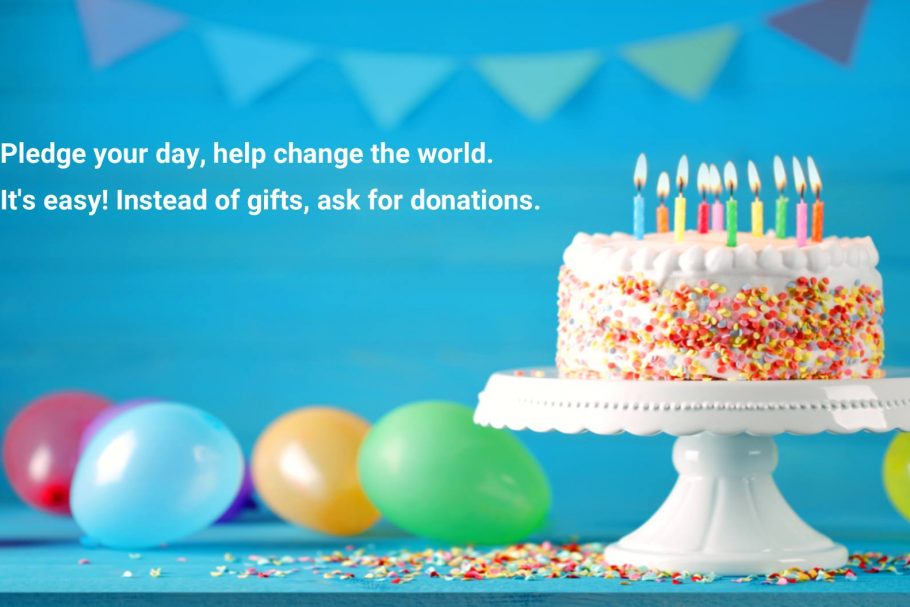 Pledge your day, help change the world.
It's easy! Instead of gifts, ask for donations.